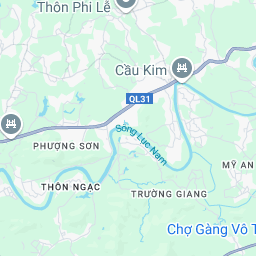 Thôn Phi Lễ
Cầu Kim
QL31
Sông Lục Nam
PHƯỢNG SƠN
MỸ AN
THÔN NGẠC
TRƯỜNG GIANG
Chợ Gàng Vô T